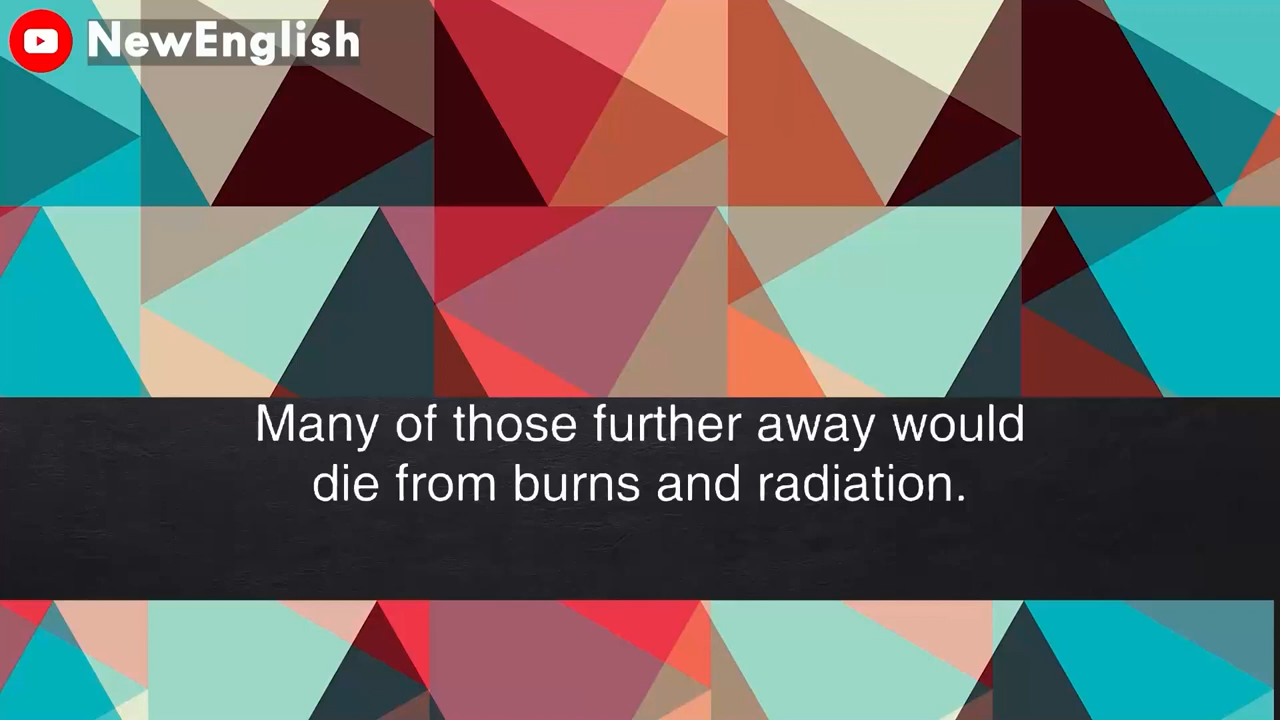 NewEnglish
Many of those further away would
die from burns and radiation.